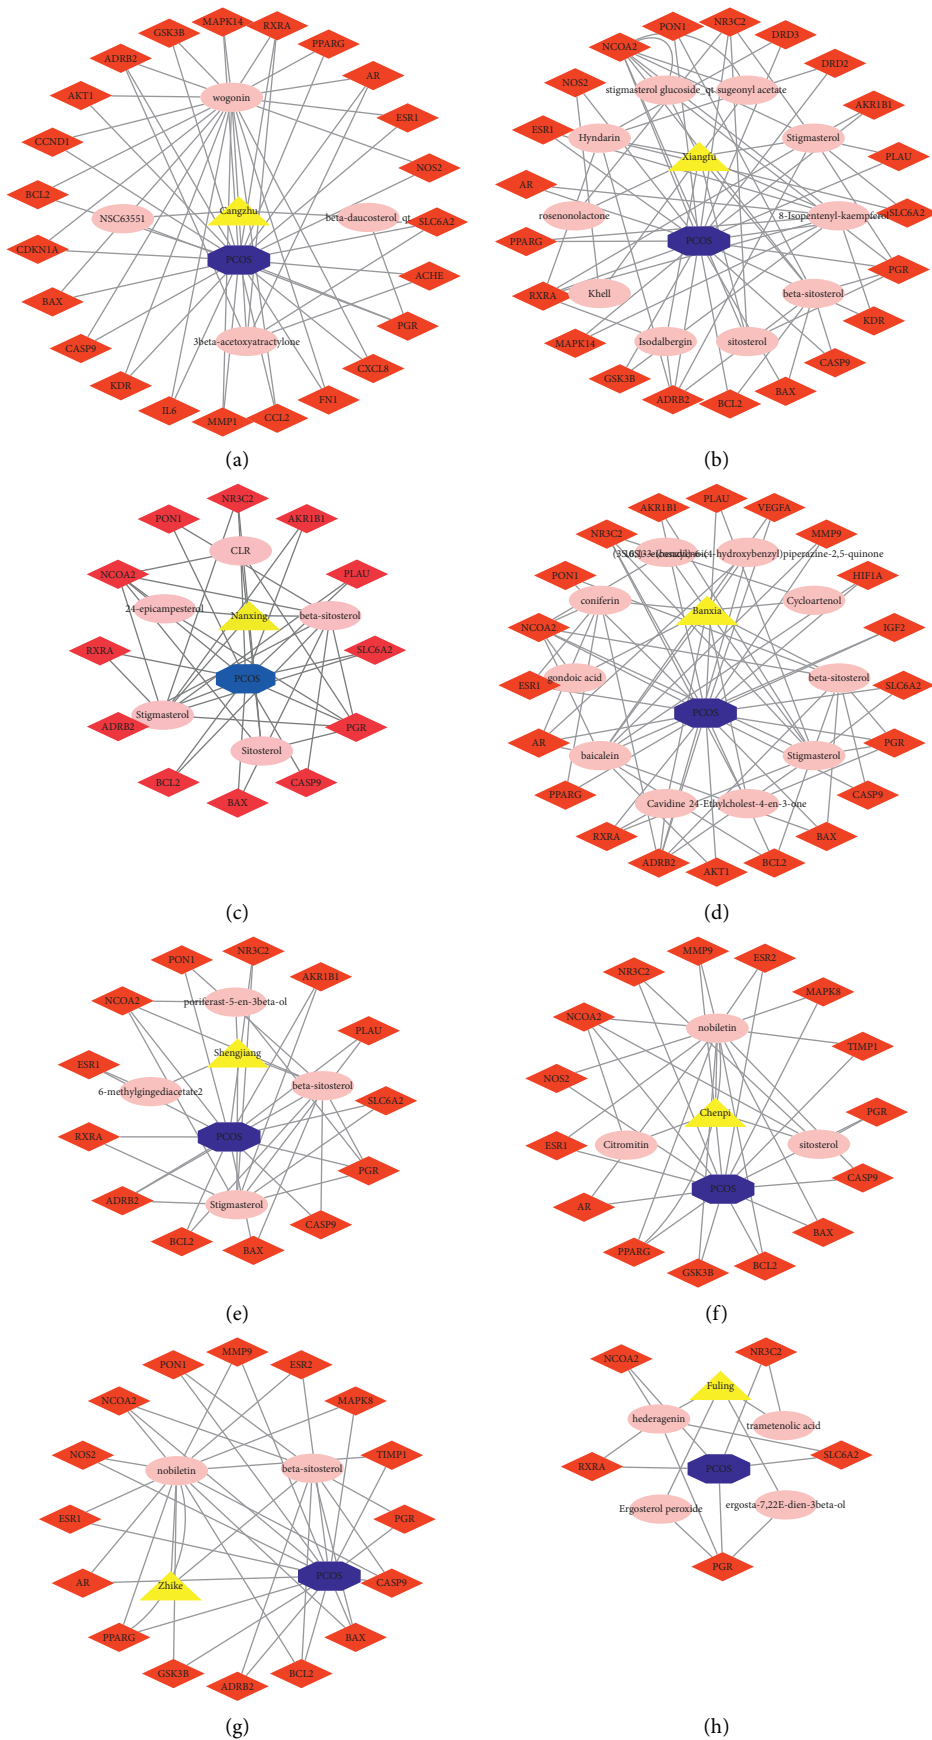 MAPK14
RXRA
GSK3B
PPARG
ADRB2
AR
AKT1
wogonin
ESR1
CCND1
NOS2
BCL2
NSC63551
Cangzhu
beta-daucosterol_qt
SLC6A2
CDKN1A
PCOS
ACHE
BAX
PGR
3beta-acetoxyatractylone
CASP9
CXCL8
KDR
FN1
IL6
MMP1
CCL2
(a)
NR3C2
PON1
DRD3
NCOA2
DRD2
NOS2
stigmasterol glucoside_qt
sugeonyl acetate
AKR1B1
ESR1
Hyndarin
Stigmasterol
Xiangfu
PLAU
AR
rosenonolactone
8-Isopentenyl-kaempferol
SLC6A2
PPARG
PCOS
PGR
RXRA
Khell
beta-sitosterol
KDR
MAPK14
Isodalbergin
sitosterol
CASP9
GSK3B
BAX
ADRB2
BCL2
(b)
NR3C2
PON1
AKR1B1
CLR
NCOA2
PLAU
24-epicampesterol
Nanxing
beta-sitosterol
RXRA
SLC6A2
PCOS
Stigmasterol
ADRB2
PGR
Sitosterol
BCL2
CASP9
BAX
(c)
PLAU
AKR1B1
VEGFA
NR3C2
MMP9
(4-hydroxybenzyl)piperazine-2,5-quinone
PON1
HIF1A
coniferin
Cycloartenol
Banxia
NCOA2
IGF2
gondoic acid
beta-sitosterol
ESR1
SLC6A2
PCOS
AR
PGR
baicalein
Stigmasterol
PPARG
CASP9
Cavidine
24-Ethylcholest-4-en-3-one
RXRA
BAX
ADRB2
BCL2
AKT1
(d)
NR3C2
PON1
AKR1B1
NCOA2
poriferast-5-en-3beta-ol
PLAU
Shengjiang
ESR1
6-methylgingediacetate2
beta-sitosterol
SLC6A2
RXRA
PCOS
PGR
ADRB2
Stigmasterol
CASP9
BCL2
BAX
(e)
MMP9
ESR2
NR3C2
MAPK8
NCOA2
nobiletin
TIMP1
NOS2
Chenpi
PGR
ESR1
Citromitin
sitosterol
CASP9
PCOS
AR
BAX
PPARG
BCL2
GSK3B
(f)
MMP9
PON1
ESR2
NCOA2
MAPK8
NOS2
nobiletin
beta-sitosterol
TIMP1
ESR1
PGR
AR
Zhike
PCOS
CASP9
PPARG
BAX
GSK3B
BCL2
ADRB2
(g)
NCOA2
NR3C2
Fuling
hederagenin
trametenolic acid
SLC6A2
RXRA
PCOS
Ergosterol peroxide
ergosta-7,22E-dien-3beta-ol
PGR
(h)